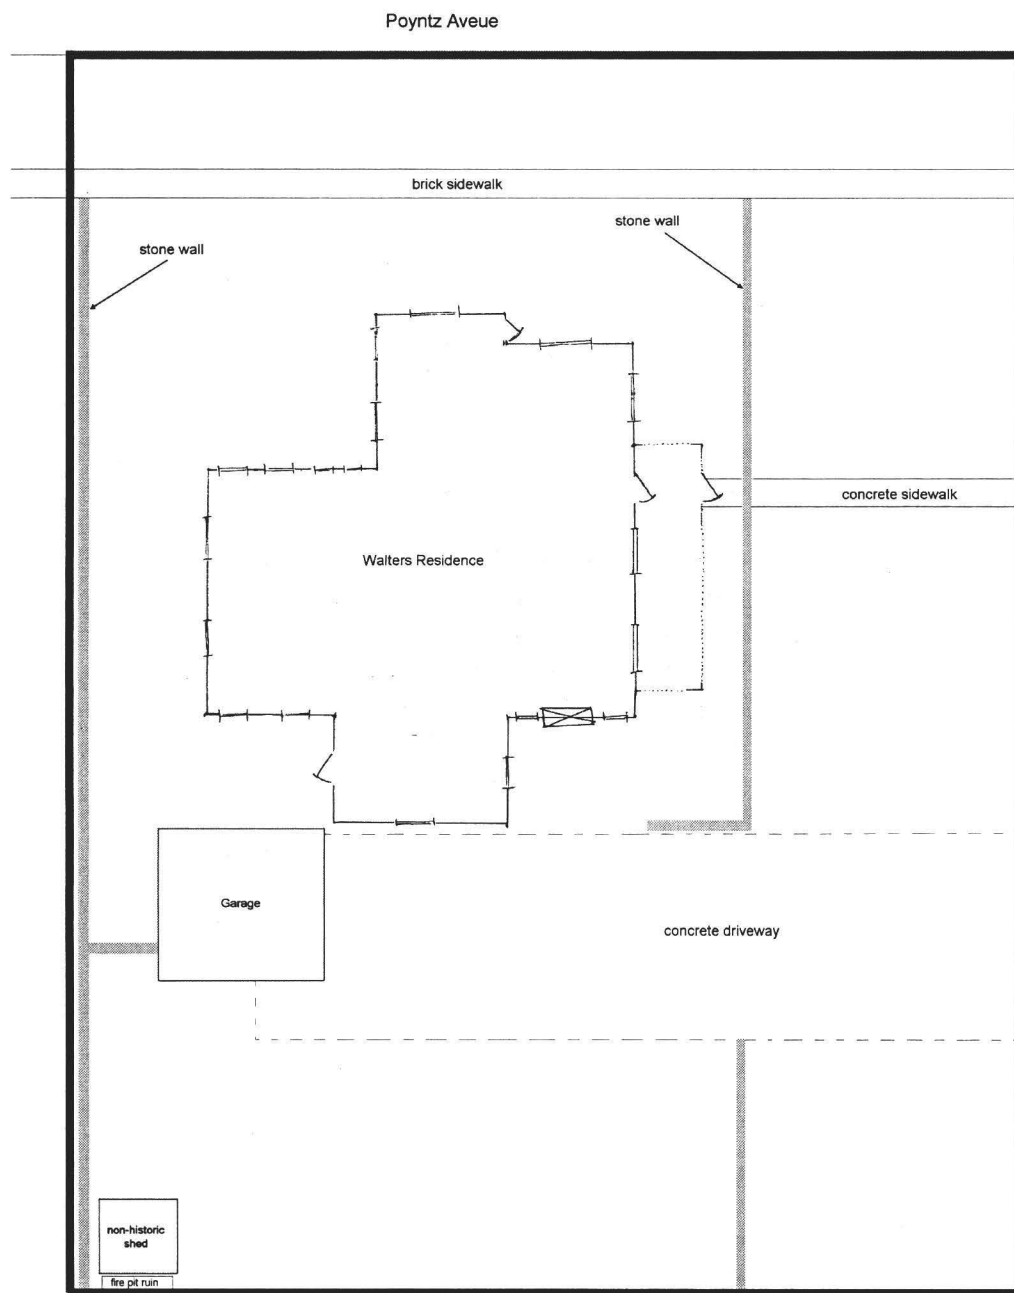 Poyntz Aveue
brick sidewalk
stone wall
stone wall
concrete sidewalk
Walters Residence
Garage
concrete driveway
non-historic
shed
fire pit ruin